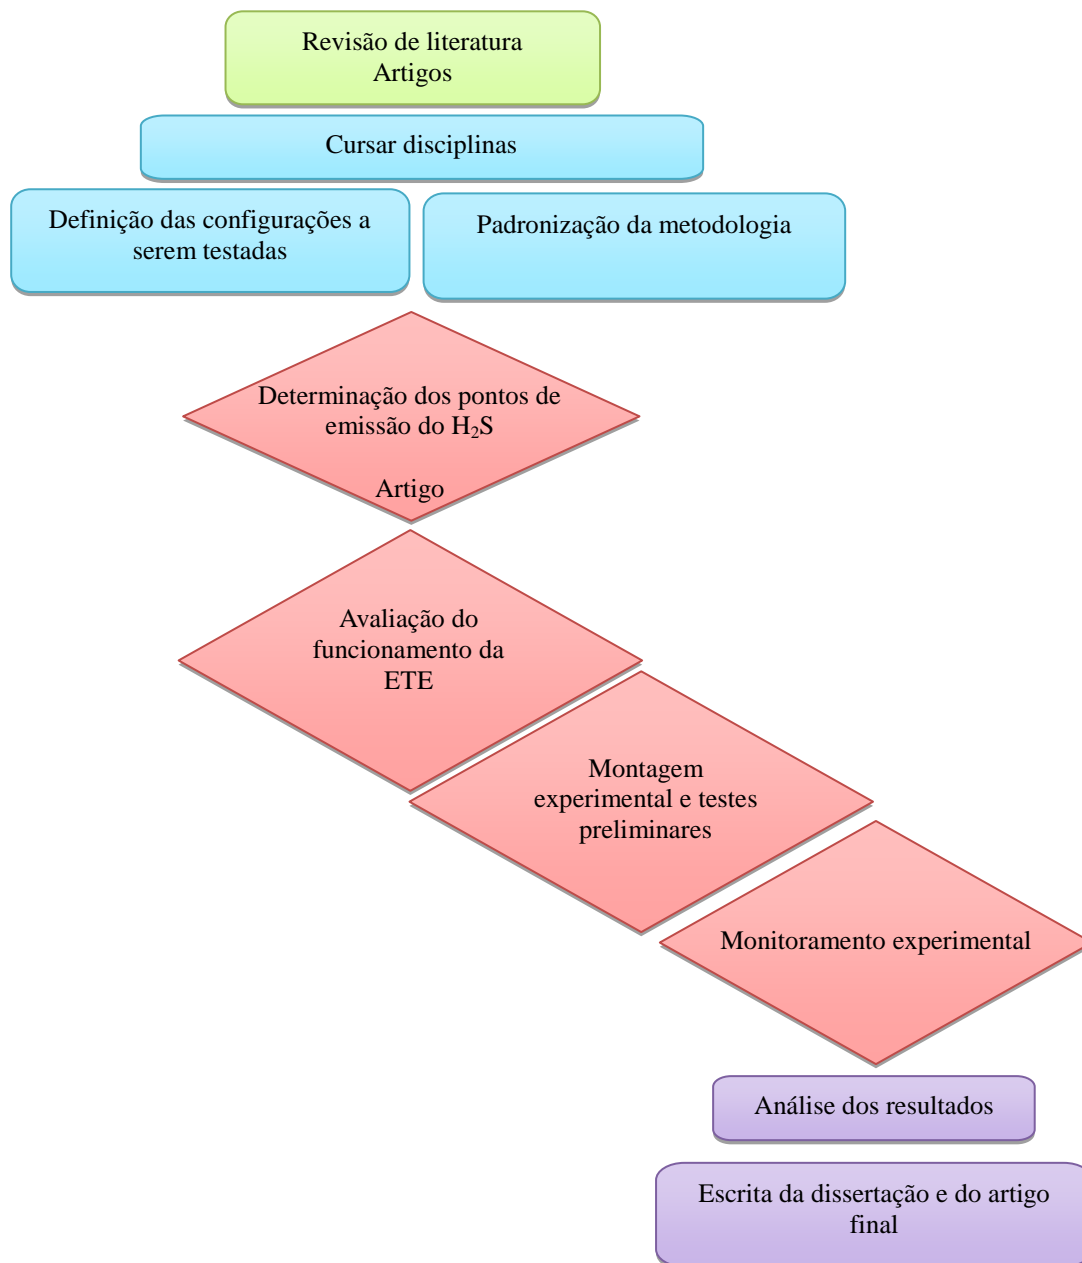 Revisão de literatura
Artigos
Cursar disciplinas
Definição das configurações a
serem testadas
Padronização da metodologia
Determinação dos pontos de
emissão do H₂S
Artigo
Avaliação do
funcionamento da
ETE
Montagem
experimental e testes
preliminares
Monitoramento experimental
Análise dos resultados
Escrita da dissertação e do artigo
final